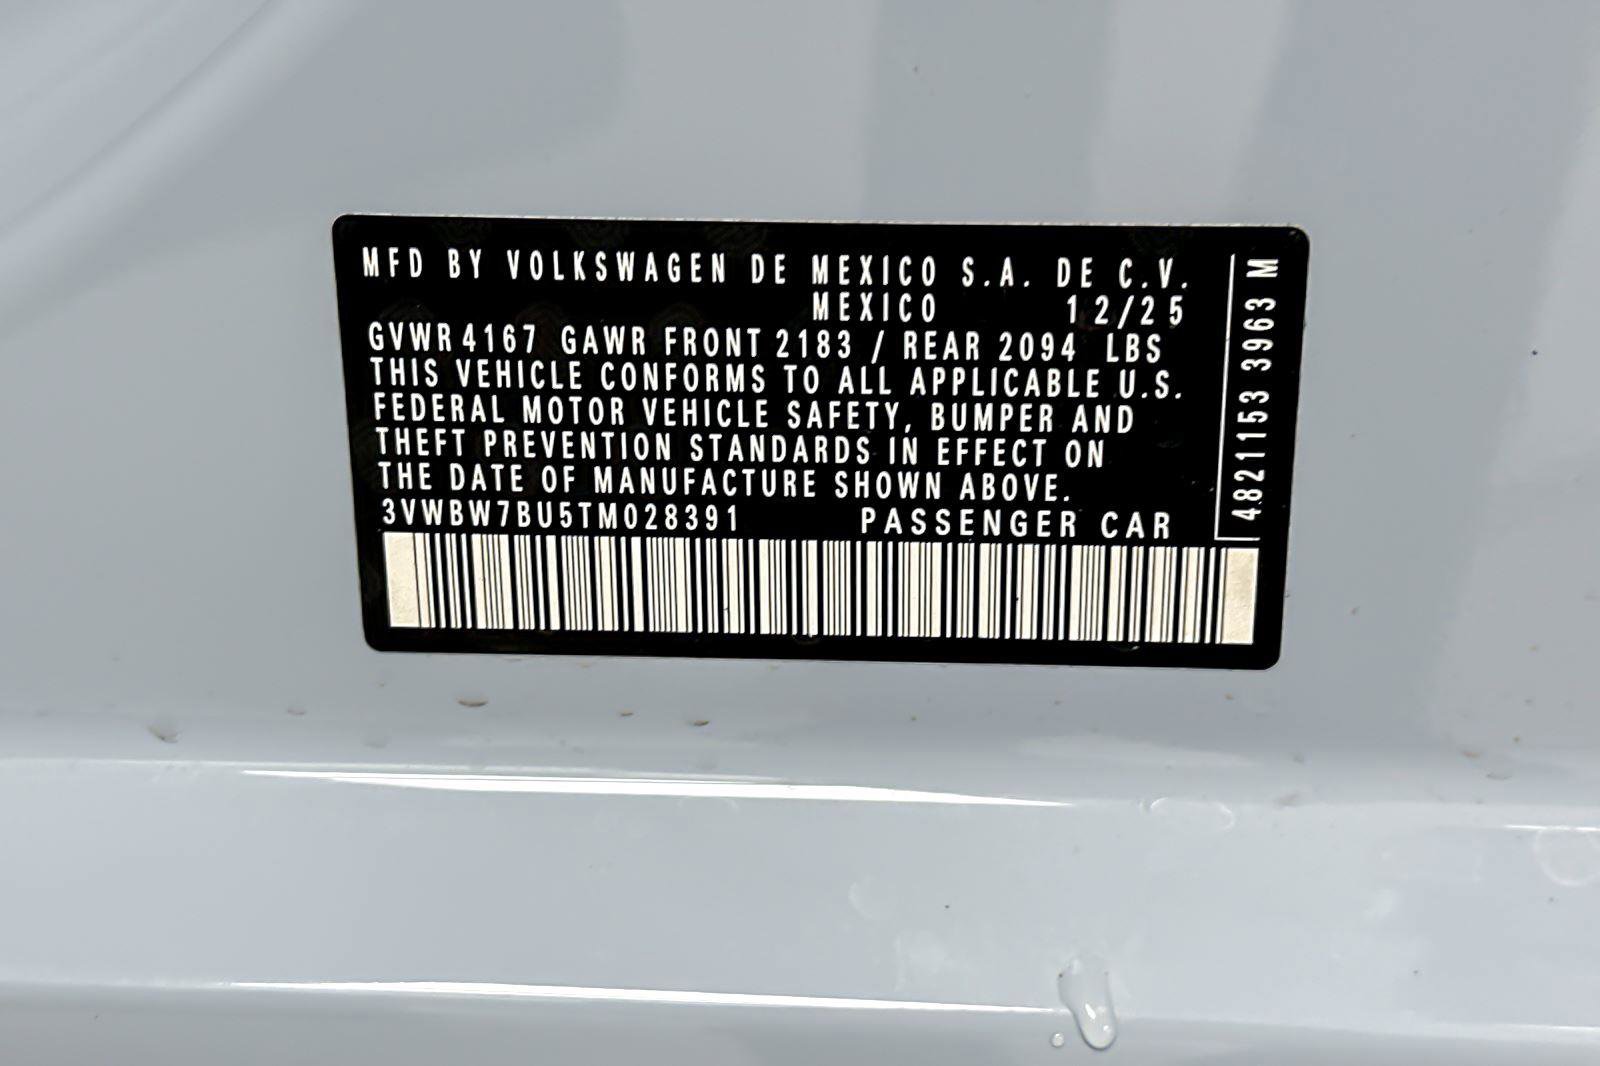 MFD BY VOLKSWAGEN DE MEXICO S.A. DE C.V.
MEXICO 12/25
GVWR 4167 GAWR FRONT 2183 / REAR 2094 LBS
THIS VEHICLE CONFORMS TO ALL APPLICABLE U.S.
FEDERAL MOTOR VEHICLE SAFETY, BUMPER AND
THEFT PREVENTION STANDARDS IN EFFECT ON
THE DATE OF MANUFACTURE SHOWN ABOVE.
3VWBW7BU5TM028391 PASSENGER CAR
4821153 3963 M